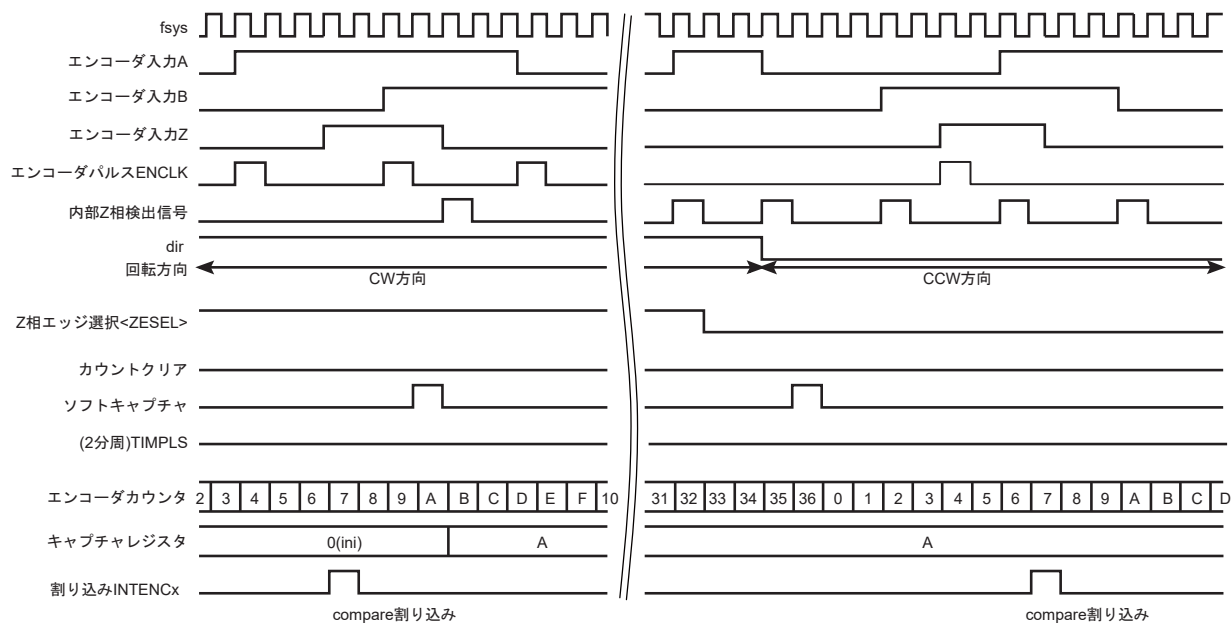 fsys
エンコーダ入力A
エンコーダ入力B
エンコーダ入力Z
エンコーダパルスENCLK
内部Z相検出信号
dir
回転方向
CW方向
CCW方向
Z相エッジ選択<ZESEL>
カウントクリア
ソフトキャプチャ
(2分周)TIMPLS
エンコーダカウンタ 2 3 4 5 6 7 8 9 A B C D E F 10 31 32 33 34 35 36 0 1 2 3 4 5 6 7 8 9 A B C D
キャプチャレジスタ 0(ini) A A
割り込みINTENCx
compare割り込み compare割り込み